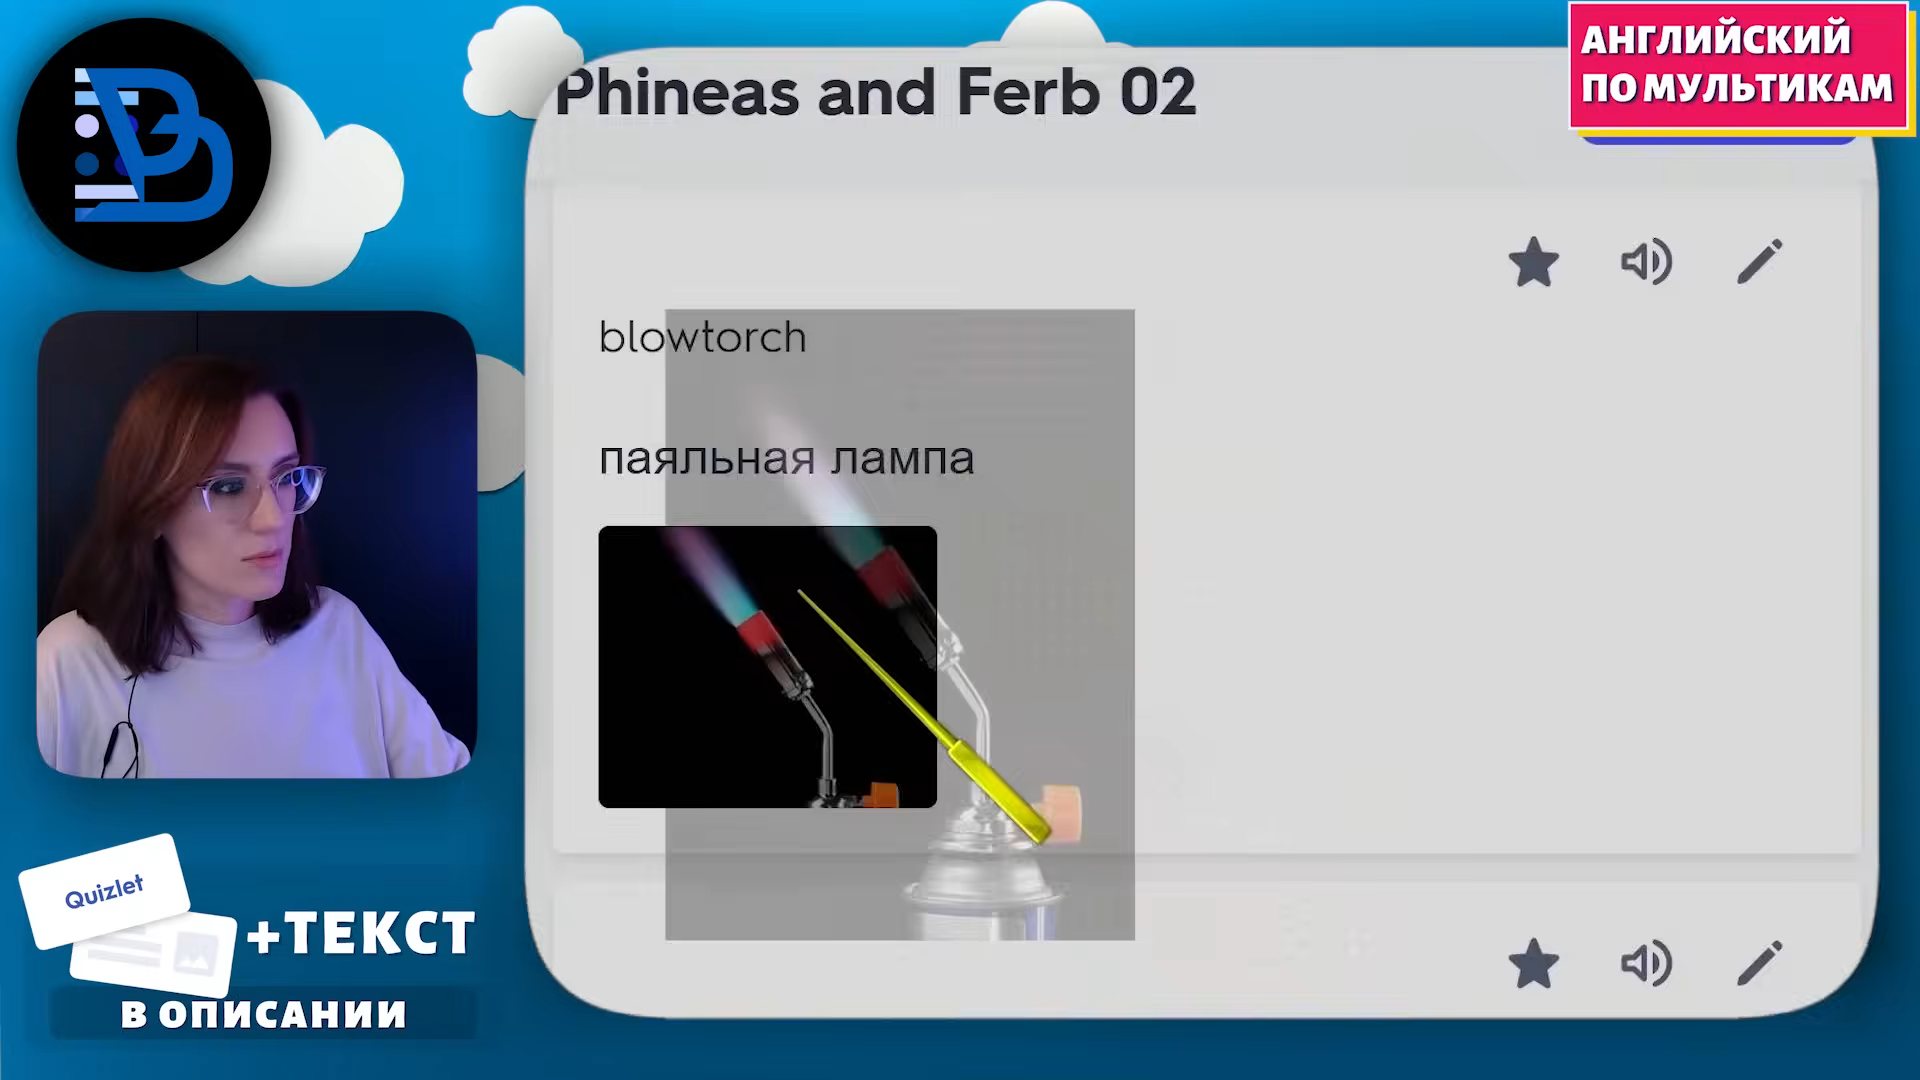 Phineas and Ferb 02
АНГЛИЙСКИЙ
ПО МУЛЬТИКАМ
blowtorch
паяльная лампа
Quizlet
+ТЕКСТ
В ОПИСАНИИ